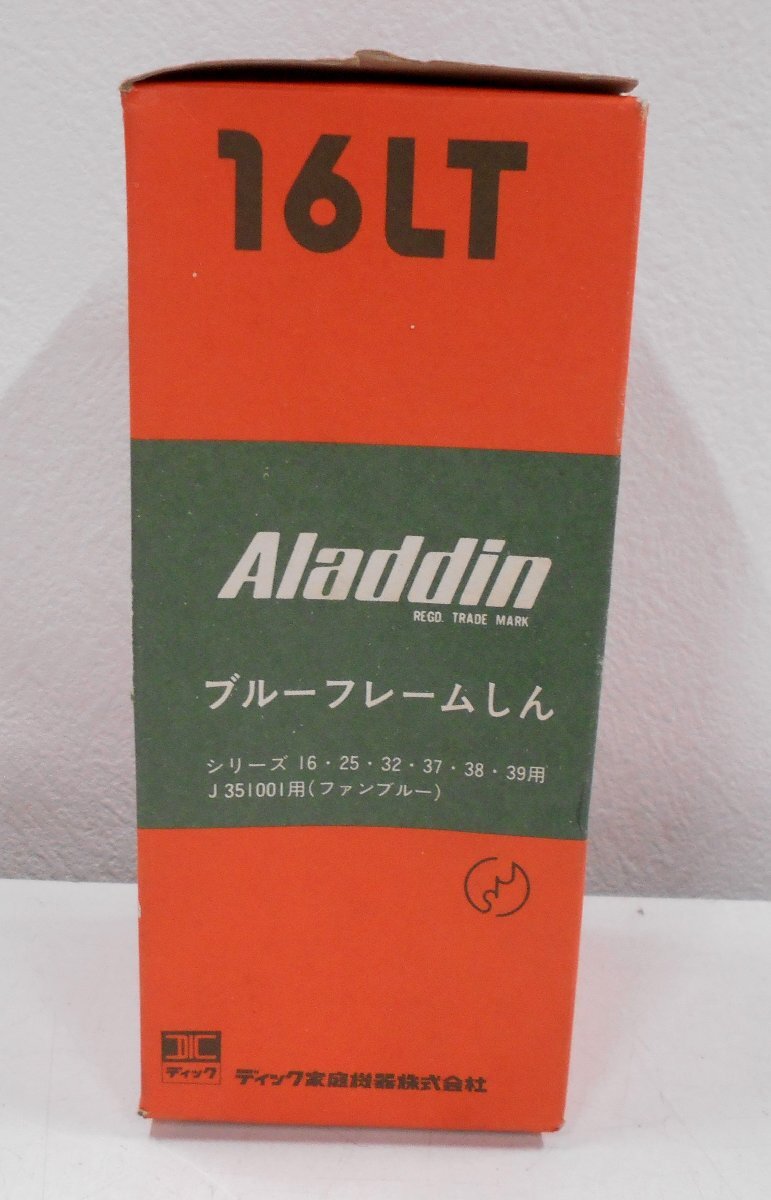 16LT
Aladdin
REGD. TRADE MARK
ブルーフレームしん
シリーズ 16・25・32・37・38・39用
J351001用(ファンブルー)
DIC
ディック
ディック家庭機器株式会社